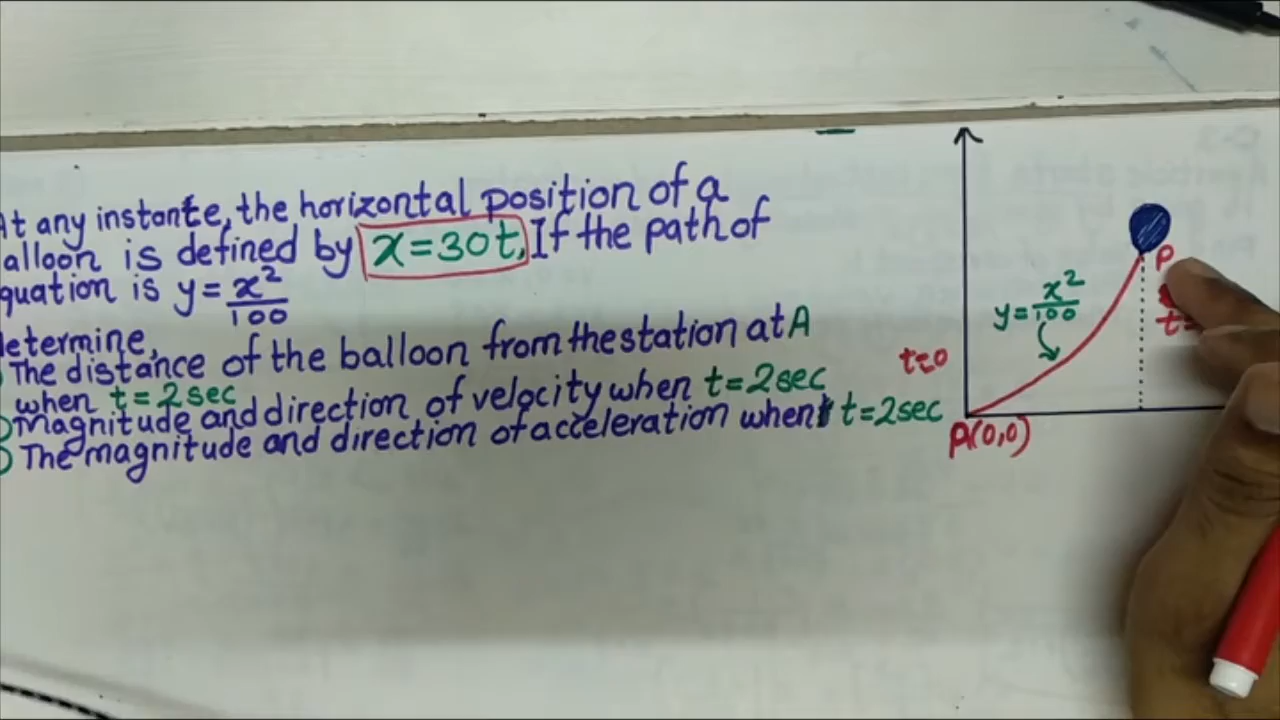 At any instante, the horizontal position of a
alloon is defined by x=30t, If the path of
quation is y= x²/100
etermine,
The distance of the balloon from the station at A
when t=2sec
Magnitude and direction of velocity when t=2sec
The magnitude and direction of acceleration when t=2sec
P
y= x²/100
t=
t=0
P(0,0)